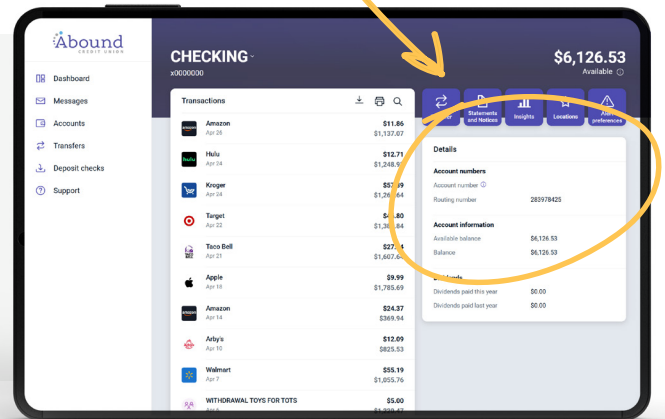 Abound
CREDIT UNION
Dashboard
Messages
Accounts
Transfers
Deposit checks
Support
CHECKING
x0000000
$6,126.53
Available
Transactions
Amazon $11.86
Apr 26 $1,137.07
Hulu $12.71
Apr 24
Kroger
Apr 24
Target
Apr 22
Taco Bell
Apr 21 $1,607.64
Apple $9.99
Apr 18 $1,785.69
Amazon $24.37
Apr 14 $369.94
Arby's $12.09
Apr 10 $825.53
Walmart $55.19
Apr 7 $1,055.76
WITHDRAWAL TOYS FOR TOTS $5.00
Statements
and Notices
Insights
Locations
preferences
Details
Account numbers
Account number
Routing number 283978425
Account information
Available balance $6,126.53
Balance $6,126.53
Dividends
Dividends paid this year $0.00
Dividends paid last year $0.00